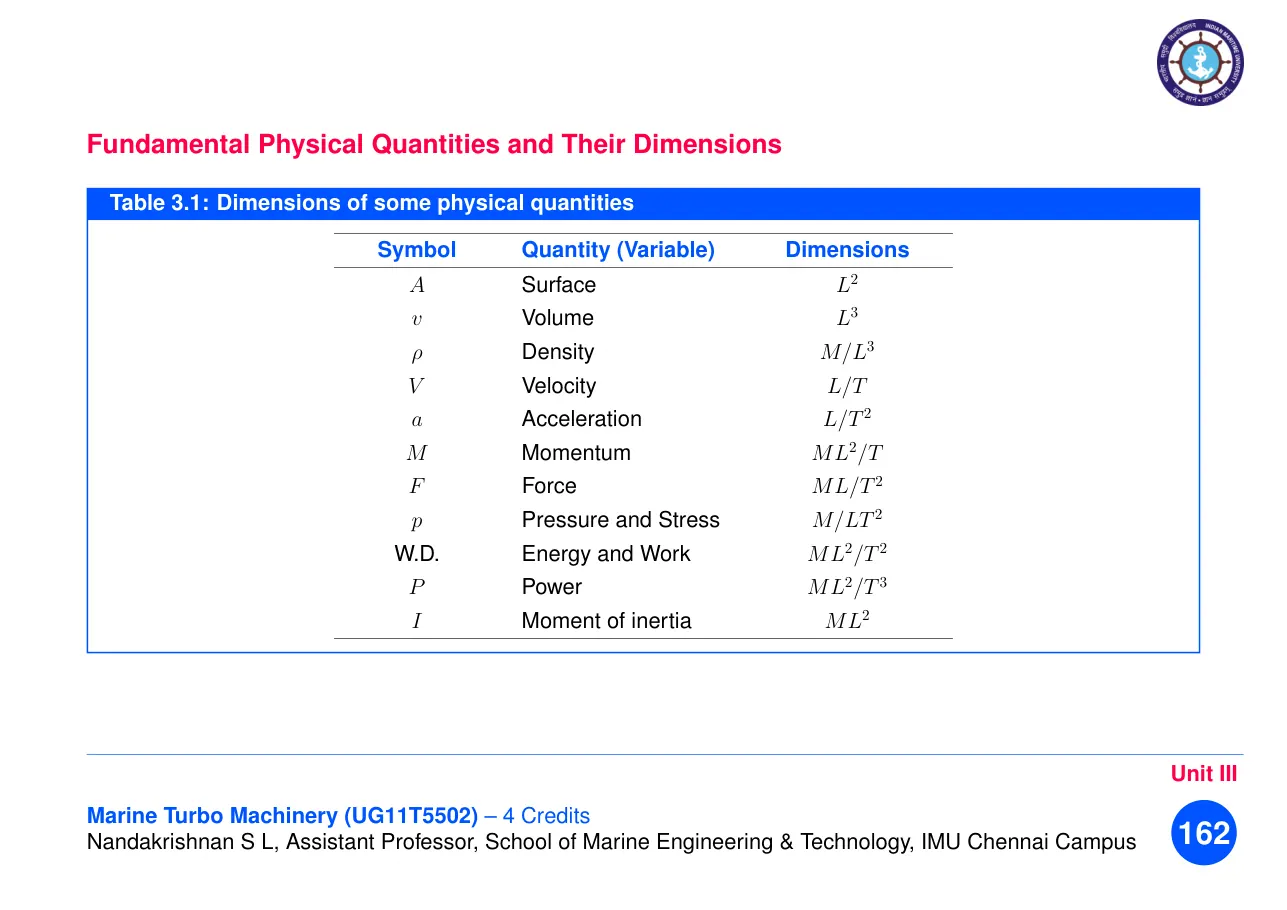 INDIAN MARITIME UNIVERSITY
Fundamental Physical Quantities and Their Dimensions
Table 3.1: Dimensions of some physical quantities
Symbol Quantity (Variable) Dimensions
A Surface L²
v Volume L³
ρ Density M/L³
V Velocity L/T
a Acceleration L/T²
M Momentum ML²/T
F Force ML/T²
p Pressure and Stress M/LT²
W.D. Energy and Work ML²/T²
P Power ML²/T³
I Moment of inertia ML²
Unit III
Marine Turbo Machinery (UG11T5502) – 4 Credits
Nandakrishnan S L, Assistant Professor, School of Marine Engineering & Technology, IMU Chennai Campus
162